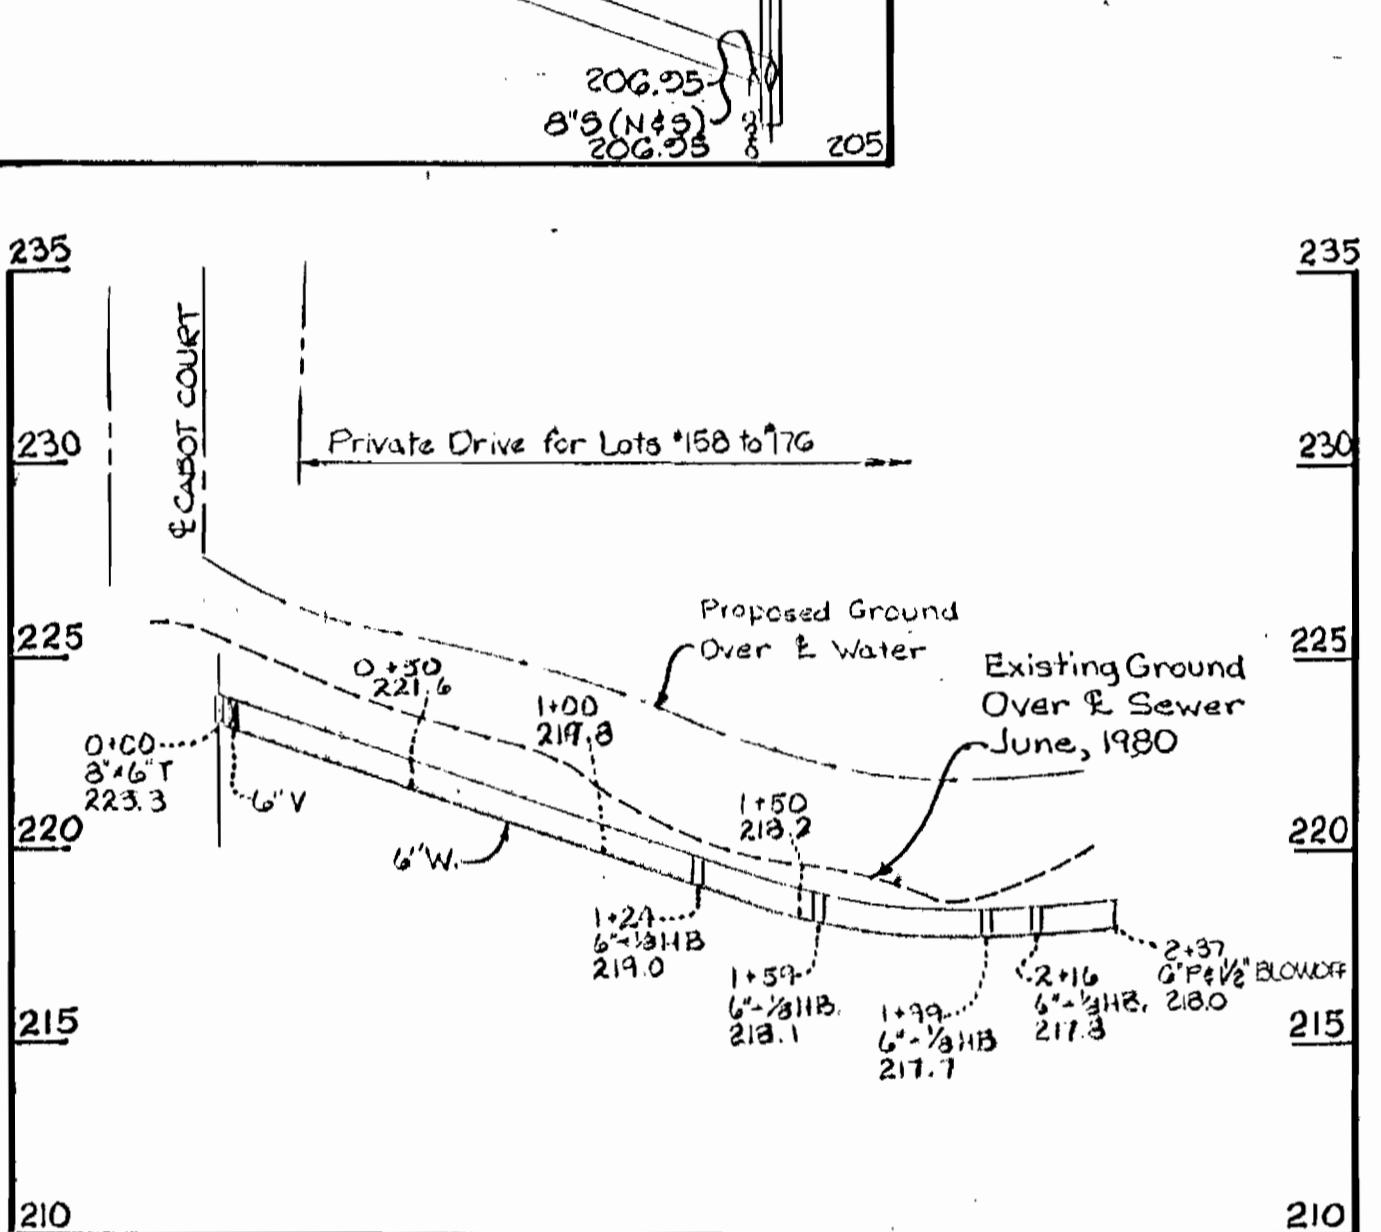 206.95
8"S (N & S)
206.95
205
235
235
230
230
℄ CABOT COURT
Private Drive for Lots #158 to #176
225
225
Proposed Ground
Over ℄ Water
Existing Ground
Over ℄ Sewer
June, 1980
0+50
221.6
1+00
219.8
0+00
8"x6" T
223.3
6" V
220
220
1+50
218.2
6" W.
6"-1/8 HB
219.0
1+59
6"-1/8 HB.
218.1
1+99
6"-1/8 HB
217.7
2+16
6"-1/8 HB.
217.8
2+37
6" P & 1/2" BLOWOFF
218.0
215
215
210
210